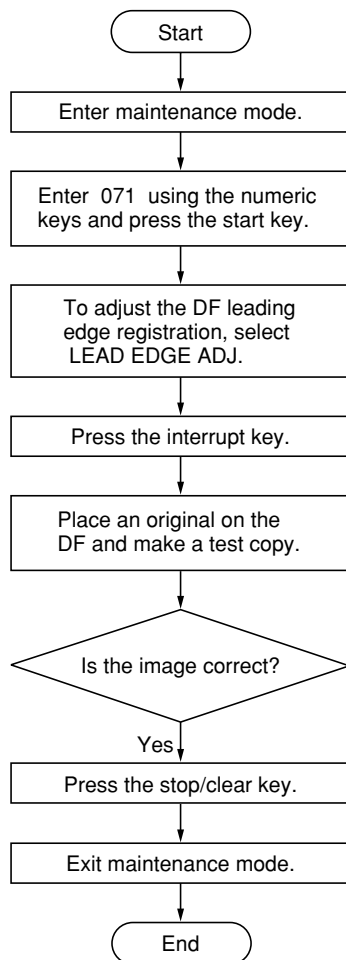 Start
Enter maintenance mode.
Enter 071 using the numeric
keys and press the start key.
To adjust the DF leading
edge registration, select
LEAD EDGE ADJ.
Press the interrupt key.
Place an original on the
DF and make a test copy.
Is the image correct?
Yes
Press the stop/clear key.
Exit maintenance mode.
End